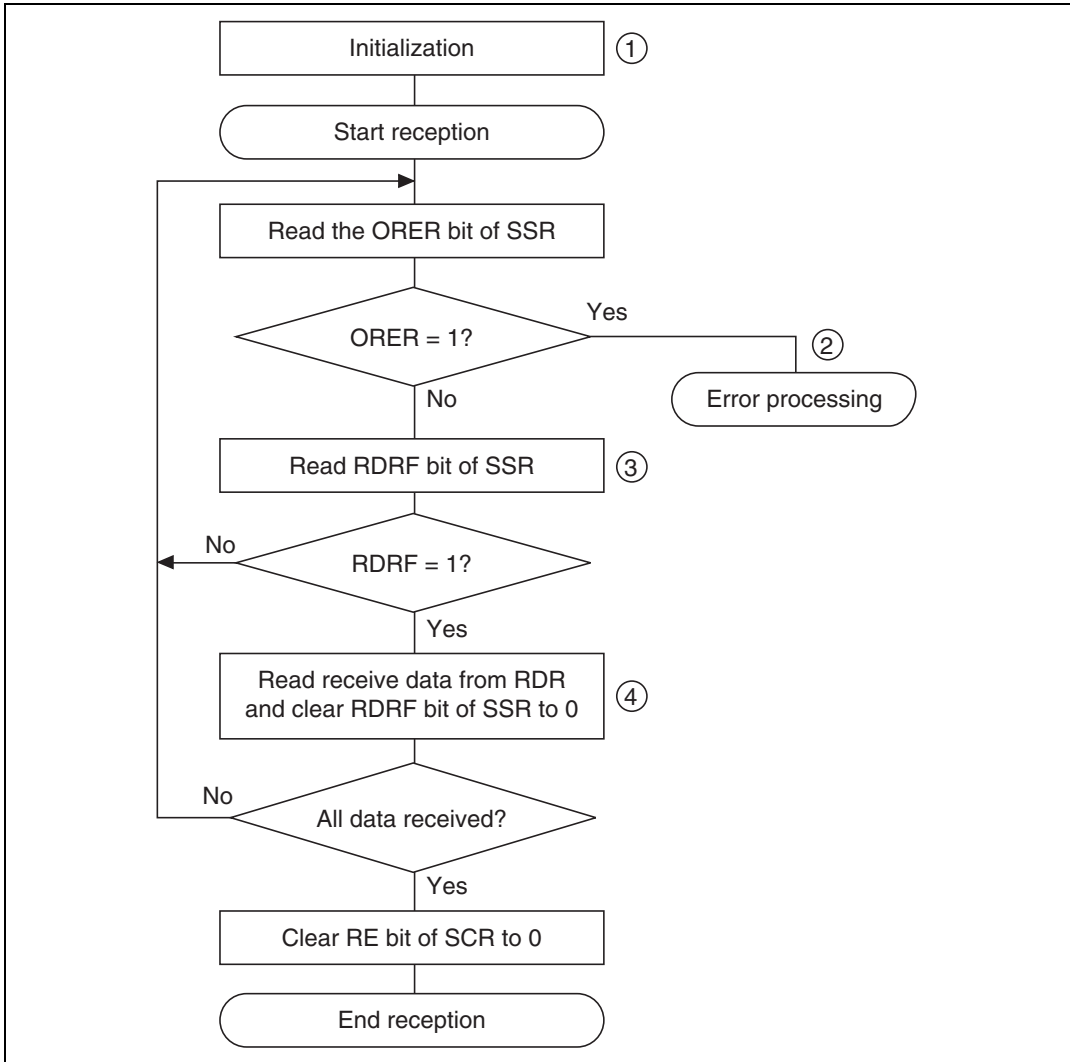 Initialization
①
Start reception
Read the ORER bit of SSR
ORER = 1?
Yes
②
Error processing
No
Read RDRF bit of SSR
③
No
RDRF = 1?
Yes
Read receive data from RDR
and clear RDRF bit of SSR to 0
④
No
All data received?
Yes
Clear RE bit of SCR to 0
End reception